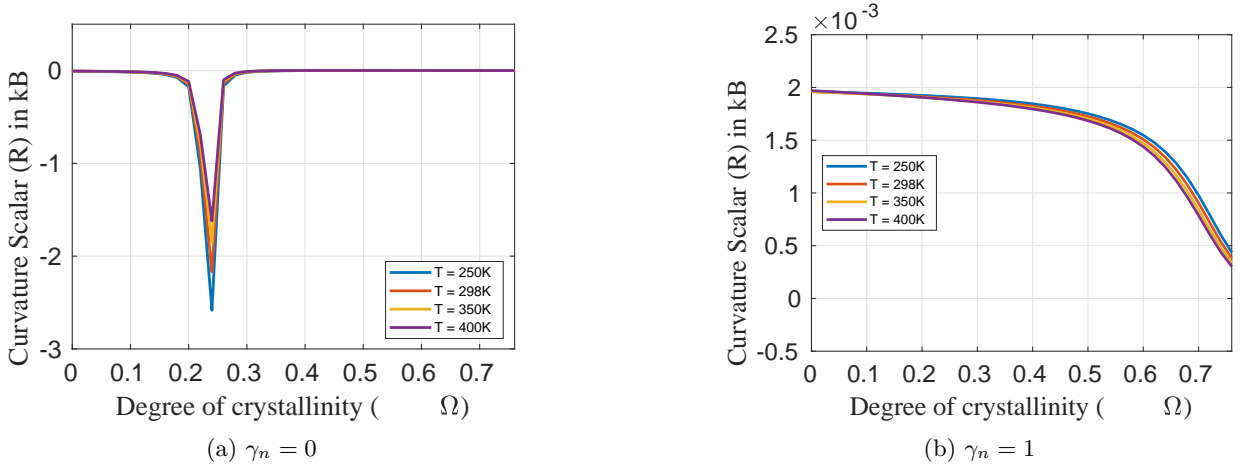 Curvature Scalar (R) in kB
0
-1
-2
-3
0 0.1 0.2 0.3 0.4 0.5 0.6 0.7
Degree of crystallinity ( Ω)
T = 250K
T = 298K
T = 350K
T = 400K
(a) γₙ = 0
×10⁻³
Curvature Scalar (R) in kB
2.5
2
1.5
1
0.5
0
-0.5
0 0.1 0.2 0.3 0.4 0.5 0.6 0.7
Degree of crystallinity ( Ω)
T = 250K
T = 298K
T = 350K
T = 400K
(b) γₙ = 1